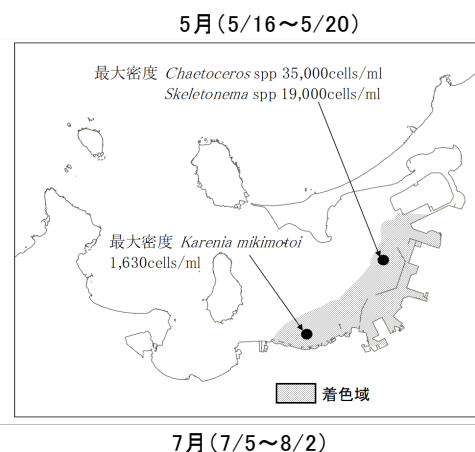 5月(5/16～5/20)
最大密度 Chaetoceros spp 35,000cells/ml
Skeletonema spp 19,000cells/ml
最大密度 Karenia mikimotoi
1,630cells/ml
着色域
7月(7/5～8/2)